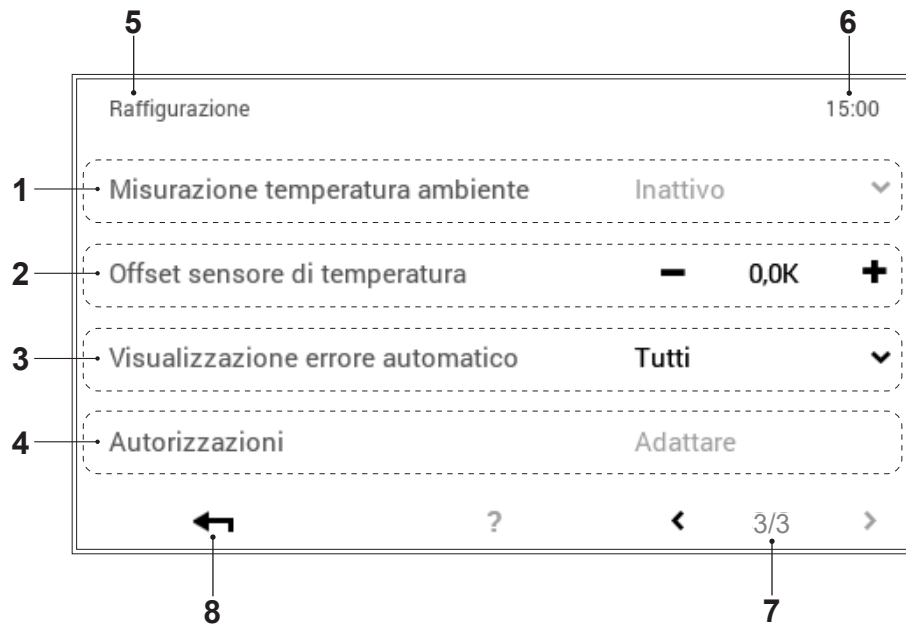 5 6
Raffigurazione 15:00
1 Misurazione temperatura ambiente Inattivo
2 Offset sensore di temperatura − 0,0K +
3 Visualizzazione errore automatico Tutti
4 Autorizzazioni Adattare
? < 3/3 >
8 7